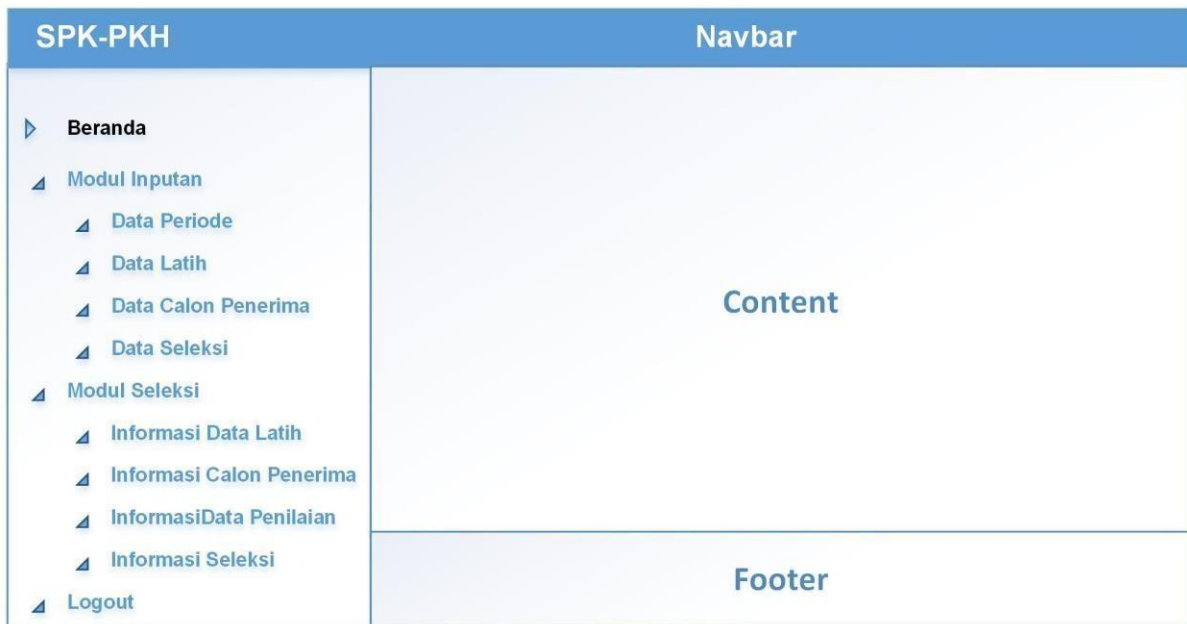 SPK-PKH
Navbar
Beranda
Modul Inputan
Data Periode
Data Latih
Data Calon Penerima
Data Seleksi
Modul Seleksi
Informasi Data Latih
Informasi Calon Penerima
InformasiData Penilaian
Informasi Seleksi
Logout
Content
Footer